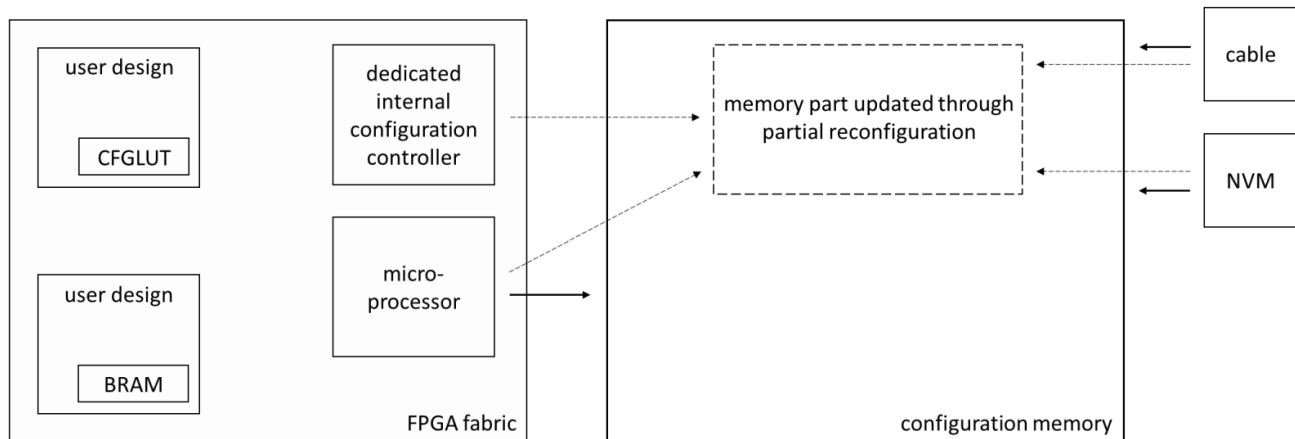 user design
CFGLUT
dedicated
internal
configuration
controller
user design
BRAM
micro-
processor
FPGA fabric
memory part updated through
partial reconfiguration
configuration memory
cable
NVM